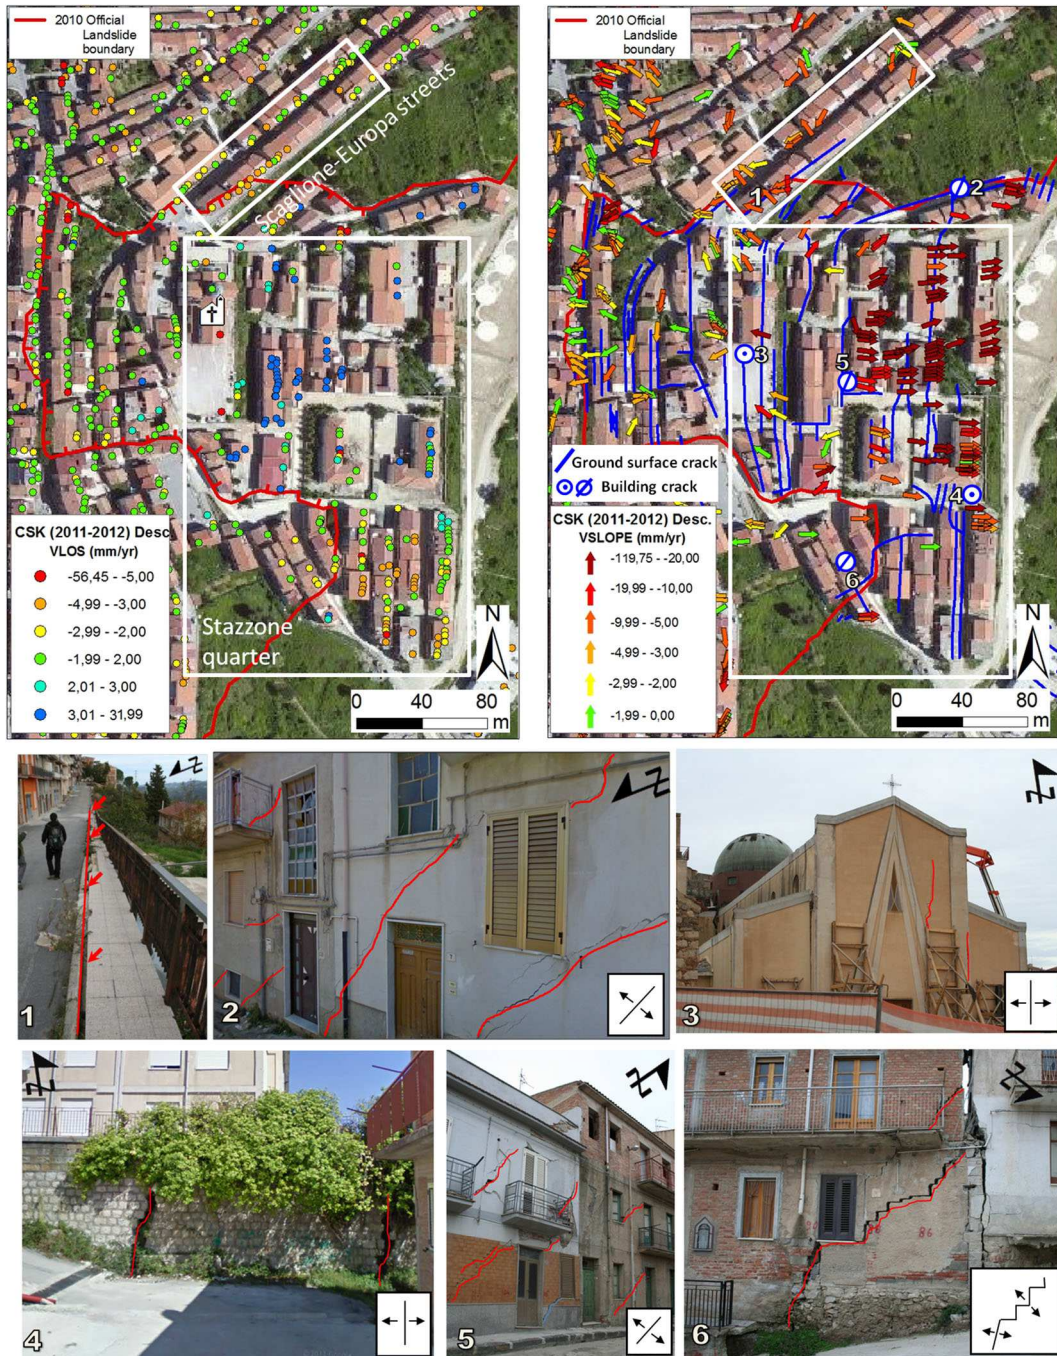 2010 Official
Landslide
boundary
Scaglione-Europa streets
Stazzone
quarter
CSK (2011-2012) Desc.
VLOS (mm/yr)
-56,45 - -5,00
-4,99 - -3,00
-2,99 - -2,00
-1,99 - 2,00
2,01 - 3,00
3,01 - 31,99
N
0 40 80
m
2010 Official
Landslide
boundary
1
2
3
5
4
6
Ground surface crack
Building crack
CSK (2011-2012) Desc.
VSLOPE (mm/yr)
-119,75 - -20,00
-19,99 - -10,00
-9,99 - -5,00
-4,99 - -3,00
-2,99 - -2,00
-1,99 - 0,00
N
0 40 80
m
N
1
N
2
N
3
N
4
N
5
N
86
86
6